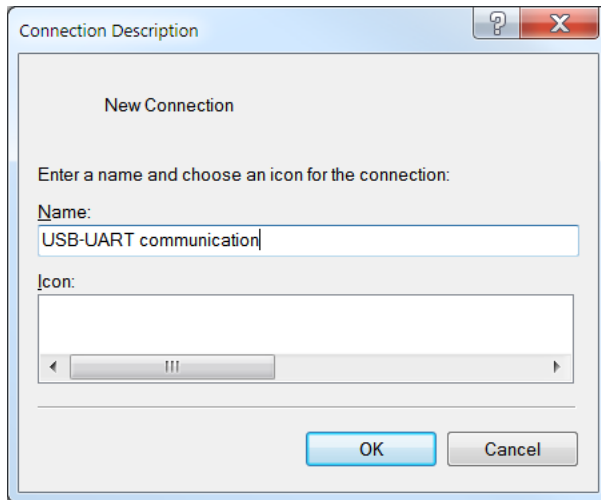 Connection Description
New Connection
Enter a name and choose an icon for the connection:
Name:
USB-UART communication
Icon:
OK
Cancel